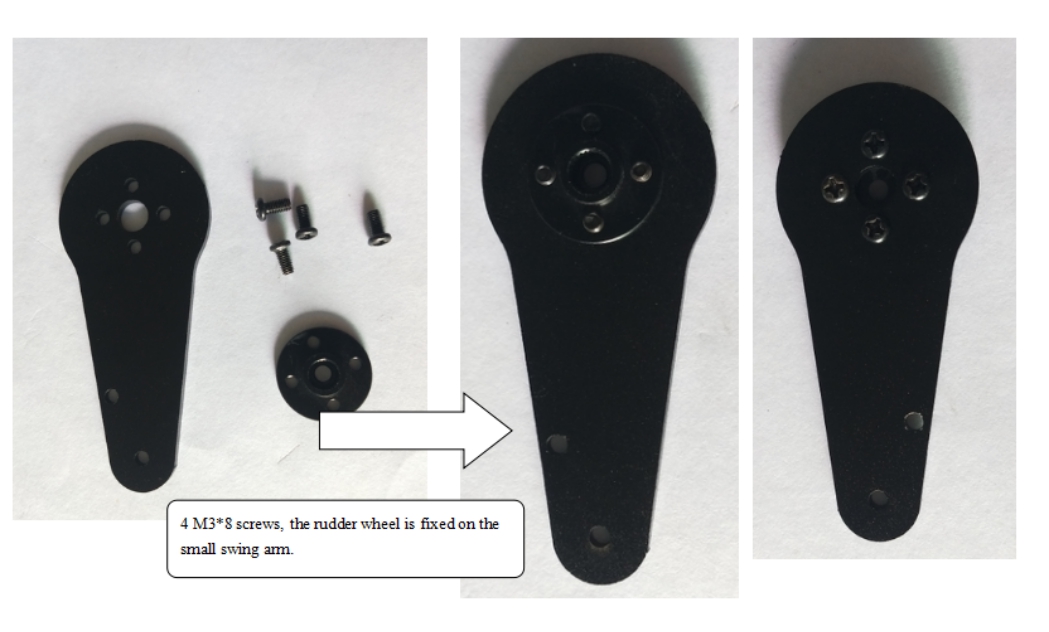 4 M3*8 screws, the rudder wheel is fixed on the
small swing arm.